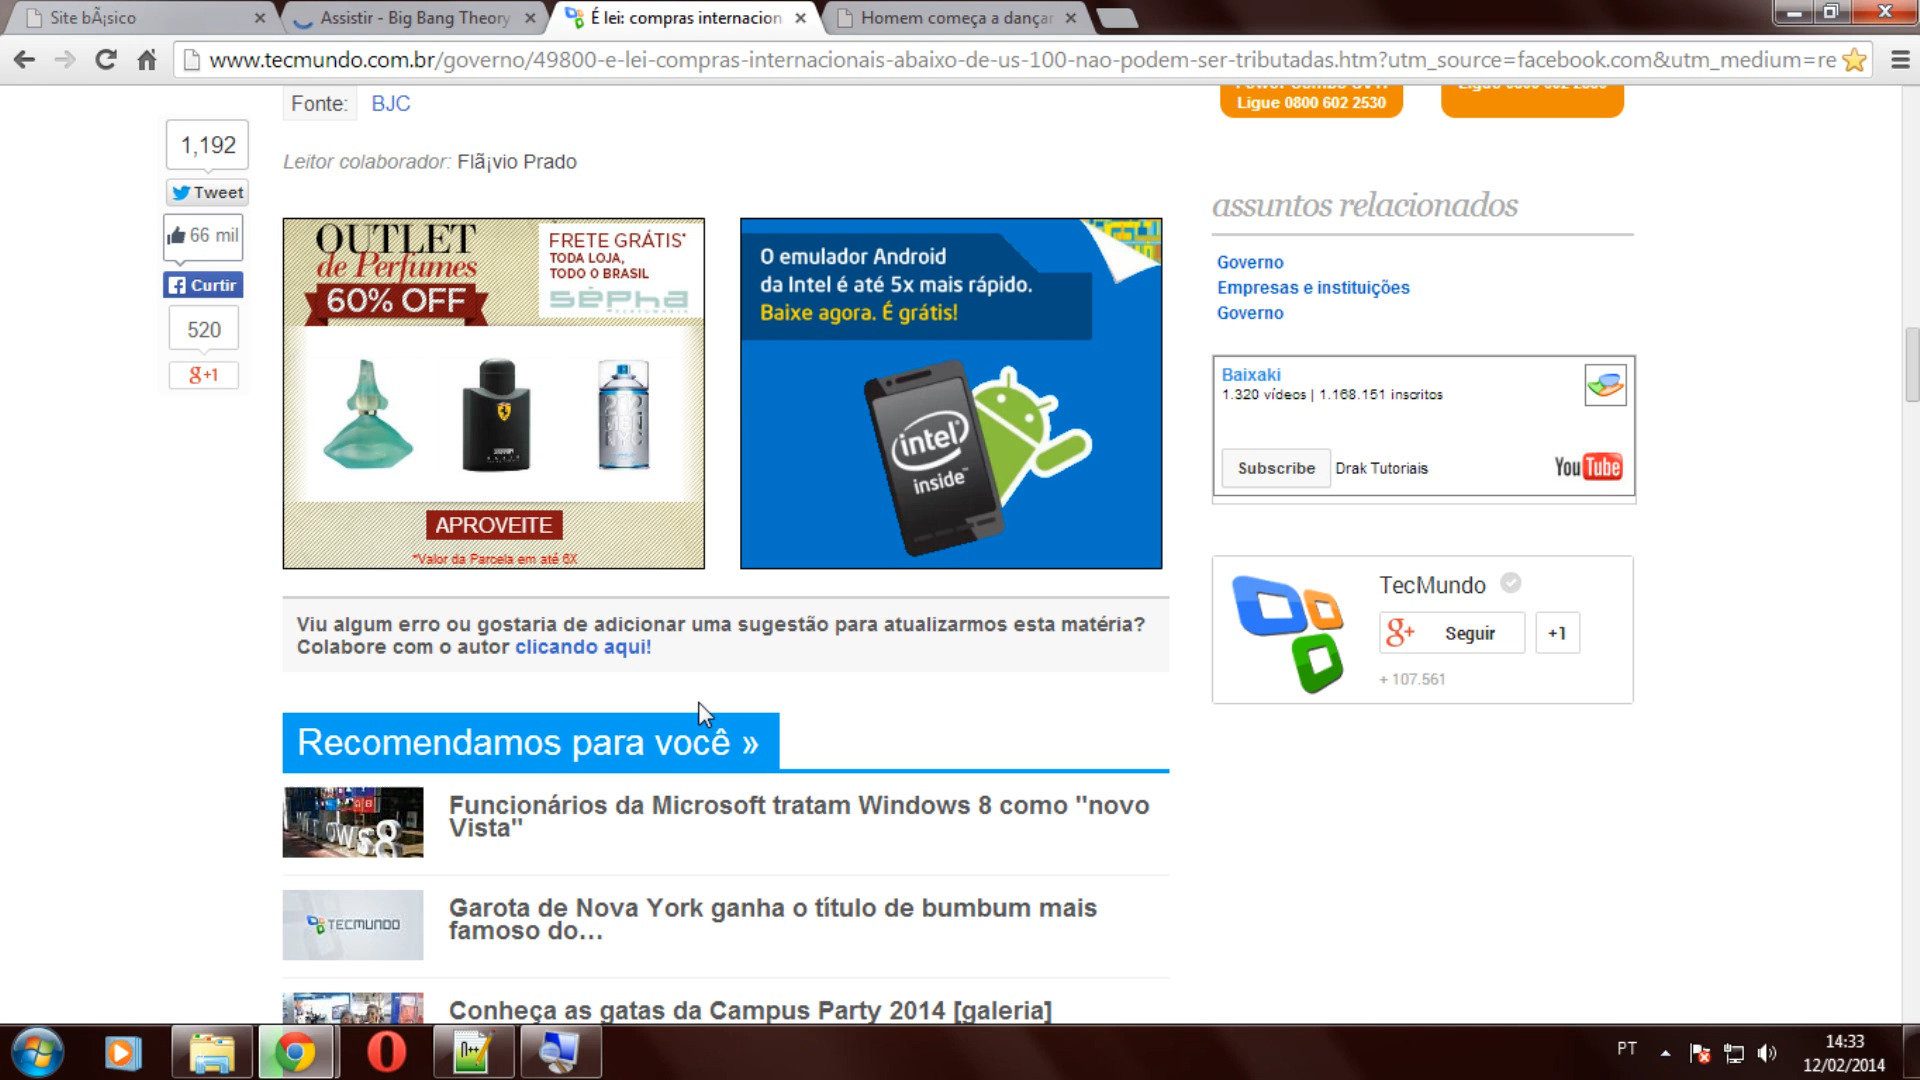 Site bÃ¡sico
Assistir - Big Bang Theory
É lei: compras internacion
Homem começa a dançar
www.tecmundo.com.br/governo/49800-e-lei-compras-internacionais-abaixo-de-us-100-nao-podem-ser-tributadas.htm?utm_source=facebook.com&utm_medium=re
Fonte: BJC
Ligue 0800 602 2530
1,192
Tweet
66 mil
Curtir
520
g+1
Leitor colaborador: Flã¡vio Prado
OUTLET
de Perfumes
60% OFF
FRETE GRÁTIS*
TODA LOJA,
TODO O BRASIL
sépha
212
MEN
NYC
APROVEITE
*Valor da Parcela em até 6X
O emulador Android
da Intel é até 5x mais rápido.
Baixe agora. É grátis!
intel
inside
assuntos relacionados
Governo
Empresas e instituições
Governo
Baixaki
1.320 vídeos | 1.168.151 inscritos
Subscribe Drak Tutoriais
You Tube
TecMundo
g+ Seguir +1
+ 107.561
Viu algum erro ou gostaria de adicionar uma sugestão para atualizarmos esta matéria?
Colabore com o autor clicando aqui!
Recomendamos para você »
Funcionários da Microsoft tratam Windows 8 como "novo
Vista"
TECMUNDO
Garota de Nova York ganha o título de bumbum mais
famoso do...
Conheça as gatas da Campus Party 2014 [galeria]
PT
14:33
12/02/2014